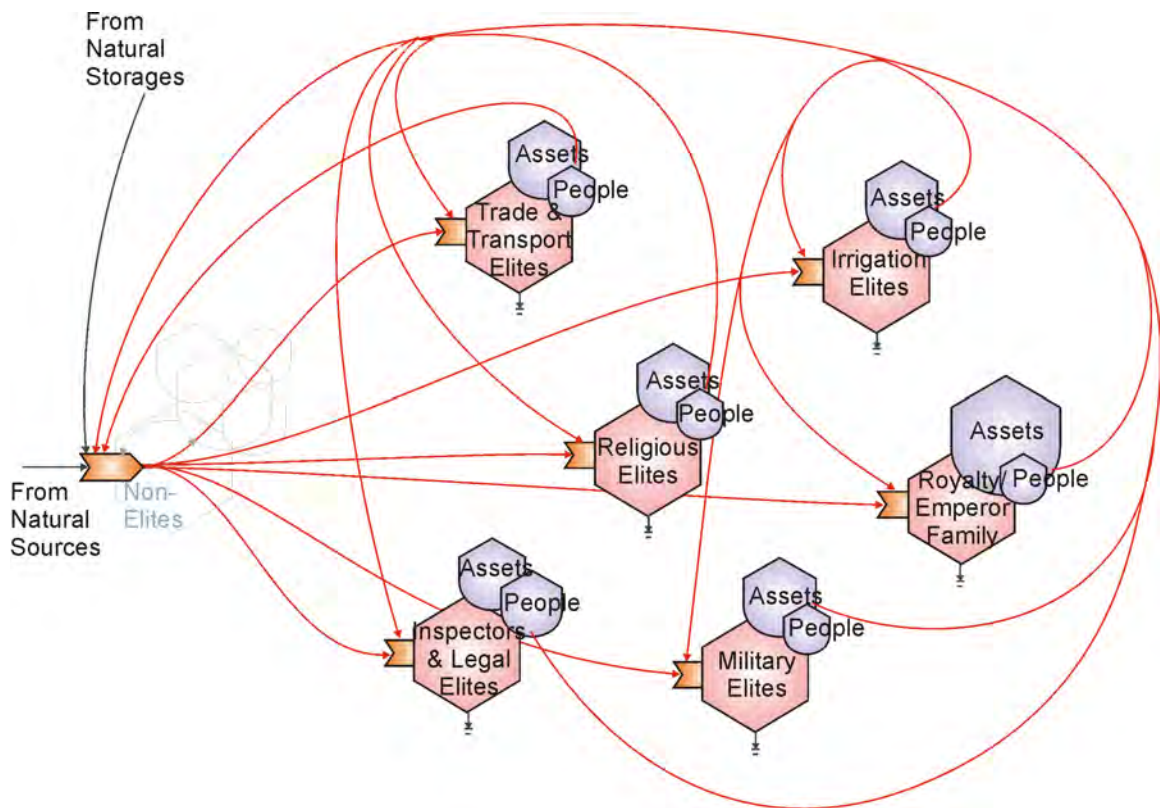 From
Natural
Storages
Assets
People
Trade &
Transport
Elites
Assets
People
Irrigation
Elites
Assets
People
Religious
Elites
Assets
People
Royalty/
Emperor
Family
From
Natural
Sources
Non-
Elites
Assets
People
Inspectors
& Legal
Elites
Assets
People
Military
Elites